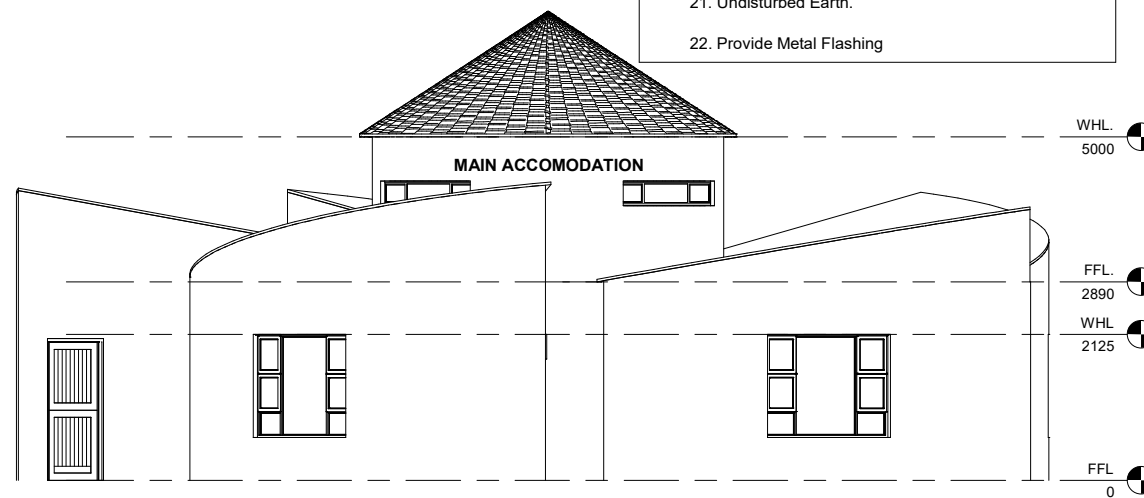 21. Undisturbed Earth.
22. Provide Metal Flashing
WHL.
5000
MAIN ACCOMODATION
FFL.
2890
WHL
2125
FFL
0